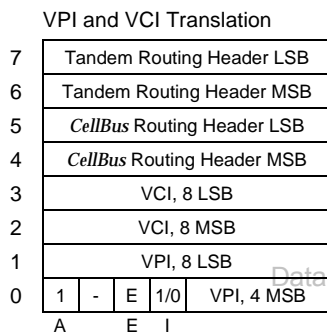 VPI and VCI Translation
7 Tandem Routing Header LSB
6 Tandem Routing Header MSB
5 CellBus Routing Header LSB
4 CellBus Routing Header MSB
3 VCI, 8 LSB
2 VCI, 8 MSB
1 VPI, 8 LSB
Data
0 1 - E 1/0 VPI, 4 MSB
A E I